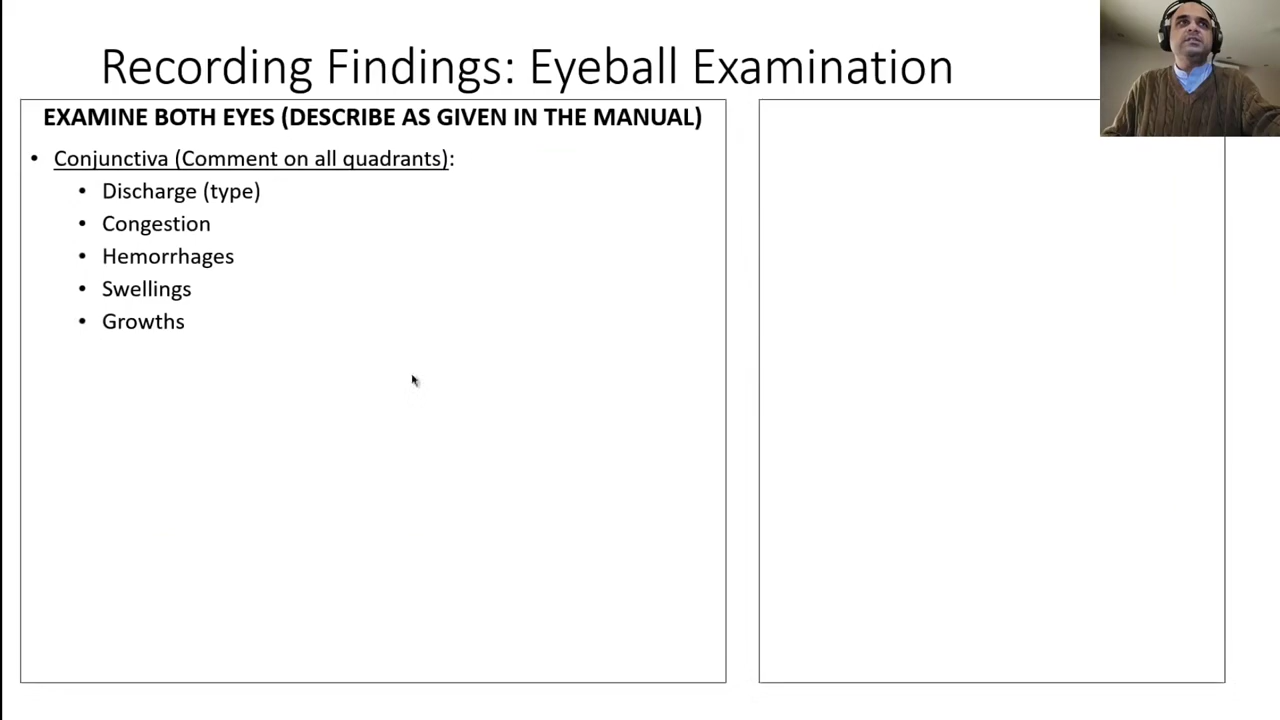 Recording Findings: Eyeball Examination
EXAMINE BOTH EYES (DESCRIBE AS GIVEN IN THE MANUAL)
• Conjunctiva (Comment on all quadrants):
• Discharge (type)
• Congestion
• Hemorrhages
• Swellings
• Growths